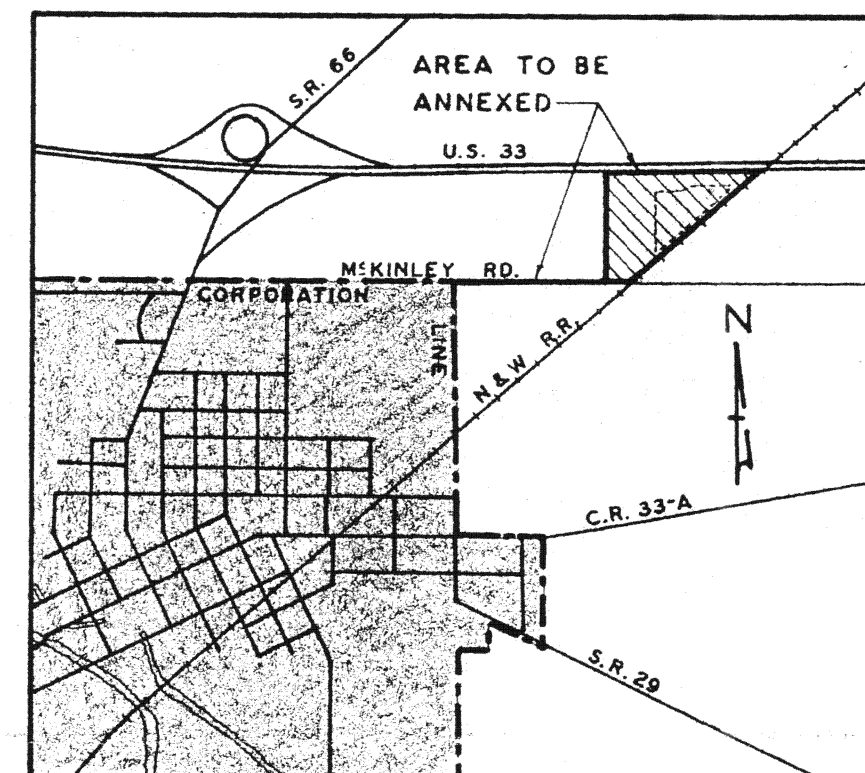 S.R. 66
AREA TO BE
ANNEXED
U.S. 33
McKINLEY RD.
CORPORATION
LINE
N & W R.R.
N
C.R. 33-A
S.R. 29